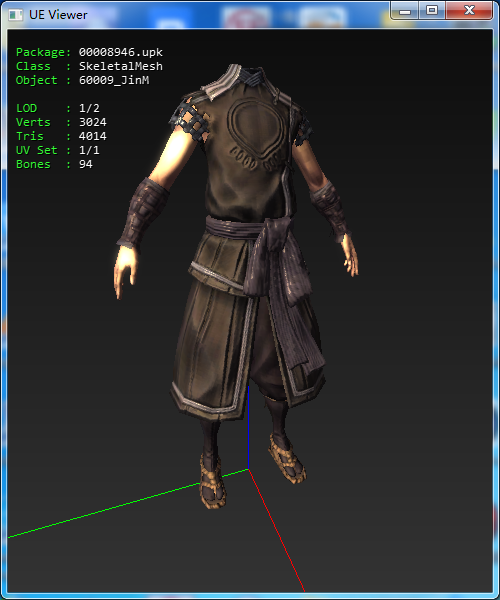 UE Viewer
Package: 00008946.upk
Class : SkeletalMesh
Object : 60009_JinM
LOD : 1/2
Verts : 3024
Tris : 4014
UV Set : 1/1
Bones : 94